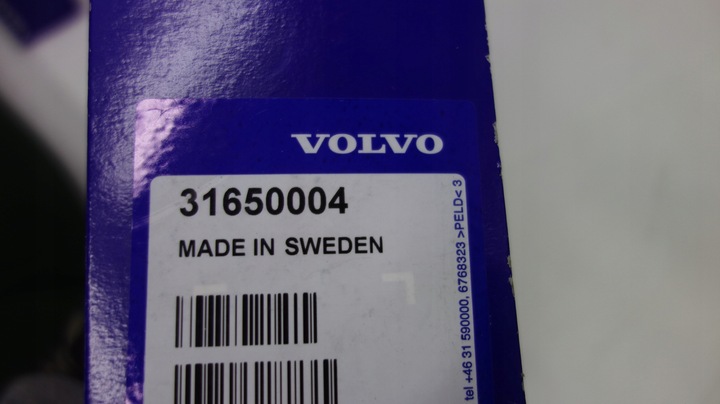 VOLVO
31650004
MADE IN SWEDEN
tel +46 31 590000, 6768323 >PELD< 3